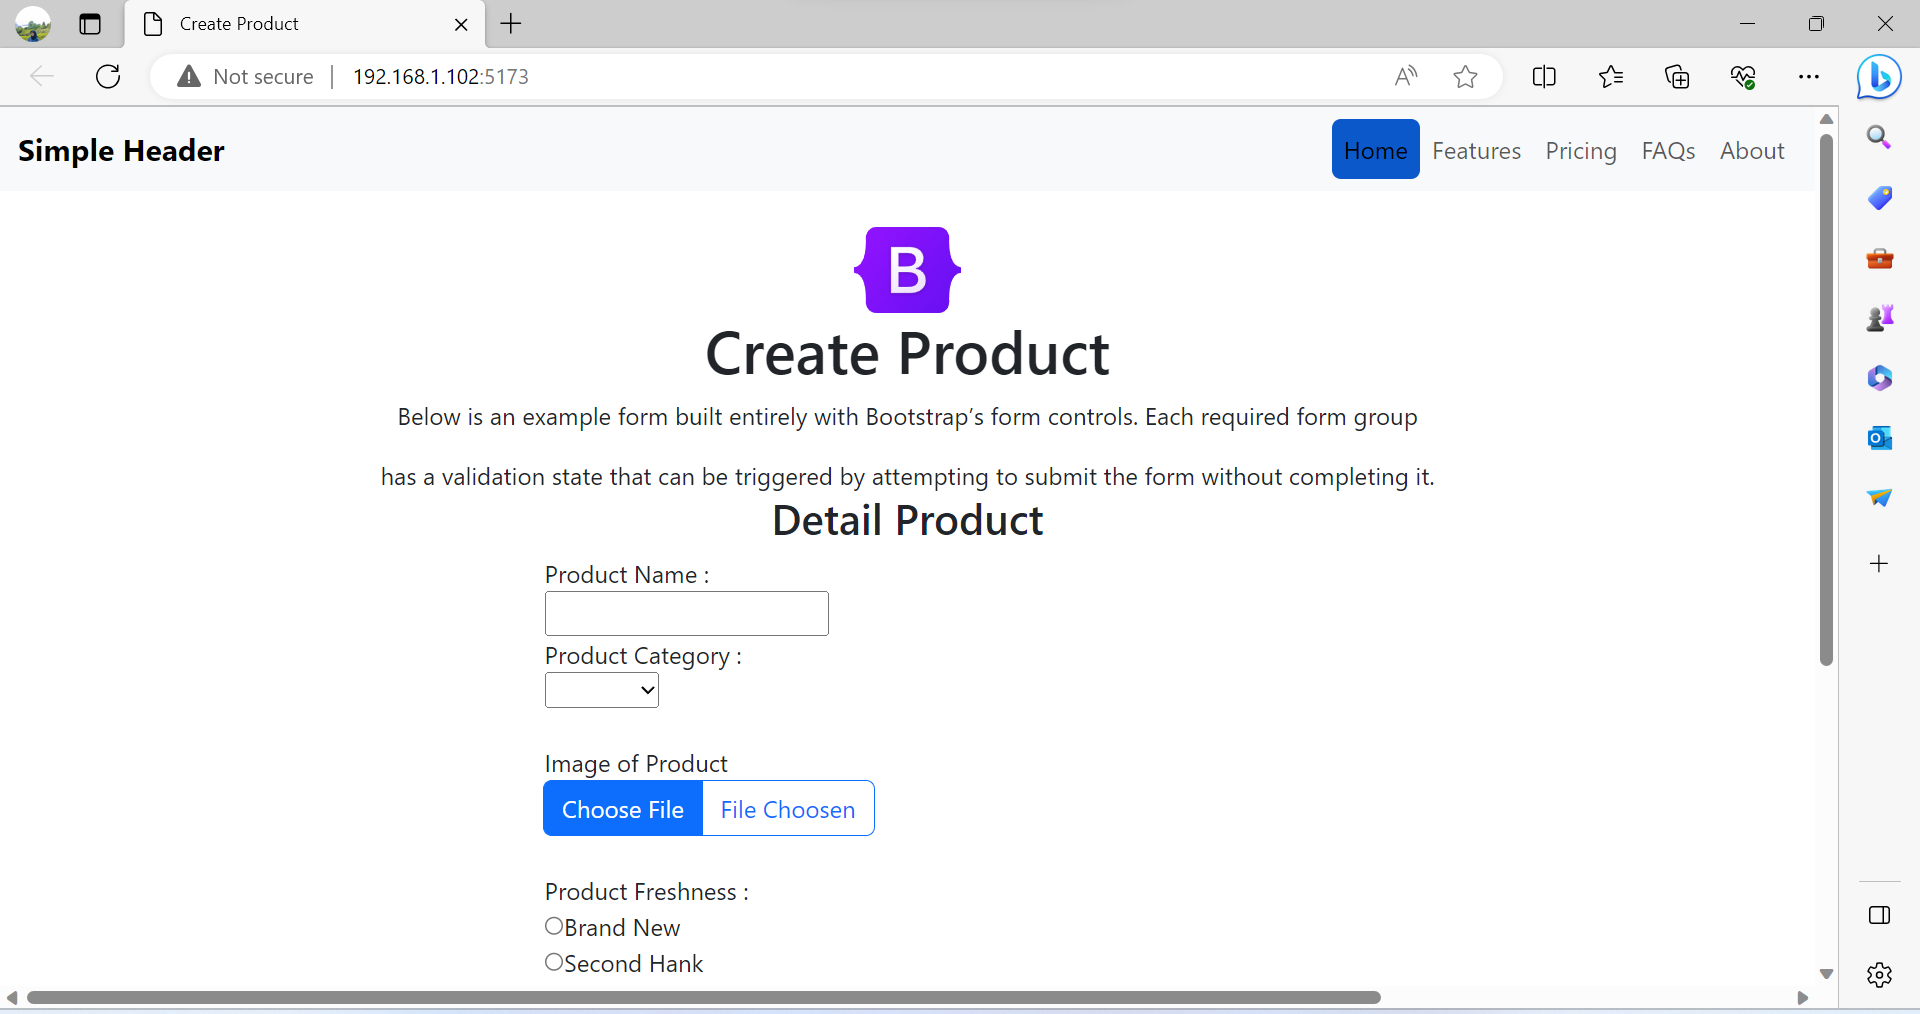 Create Product
Not secure
192.168.1.102:5173
Simple Header
Home
Features
Pricing
FAQs
About
B
Create Product
Below is an example form built entirely with Bootstrap’s form controls. Each required form group
has a validation state that can be triggered by attempting to submit the form without completing it.
Detail Product
Product Name :
Product Category :
Image of Product
Choose File
File Choosen
Product Freshness :
Brand New
Second Hank